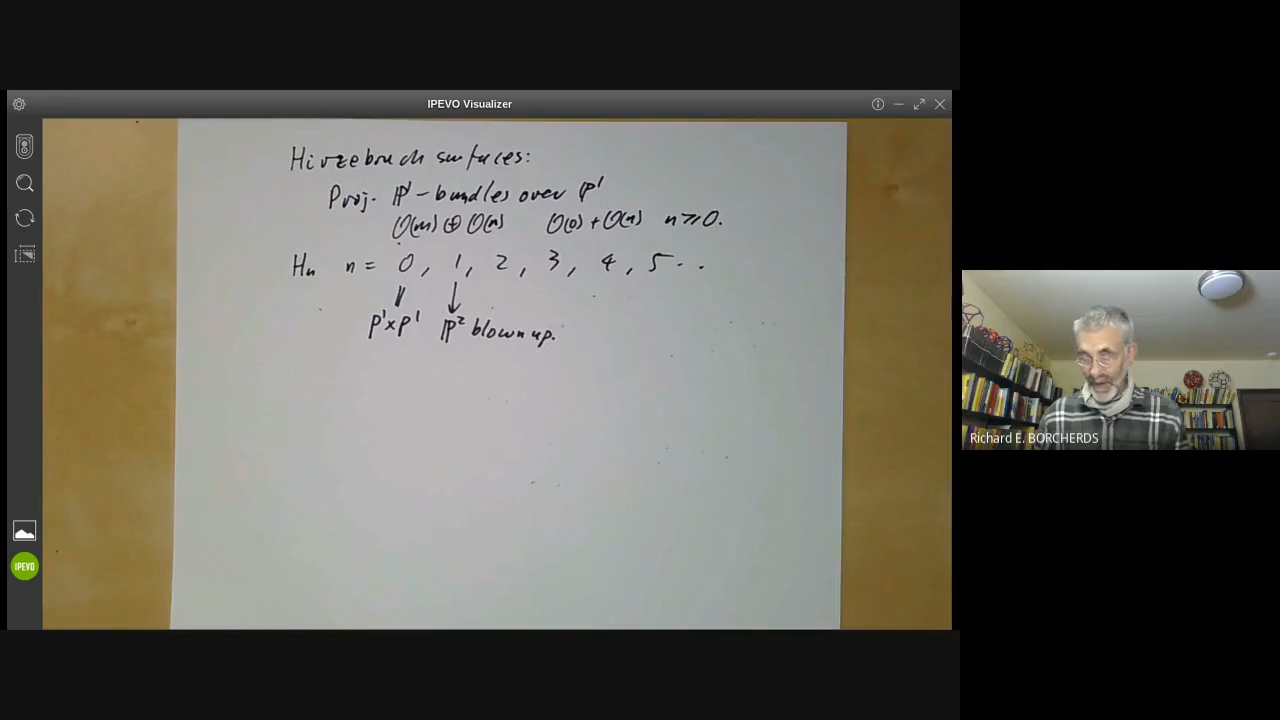 IPEVO Visualizer
Hirzebruch surfaces:
Proj. ℙ¹-bundles over ℙ¹
O(m) ⊕ O(n) O(0) + O(n) n ≥ 0.
Hn n = 0, 1, 2, 3, 4, 5 · ·
P¹×P¹ ℙ² blown up.
Richard E. BORCHERDS
IPEVO